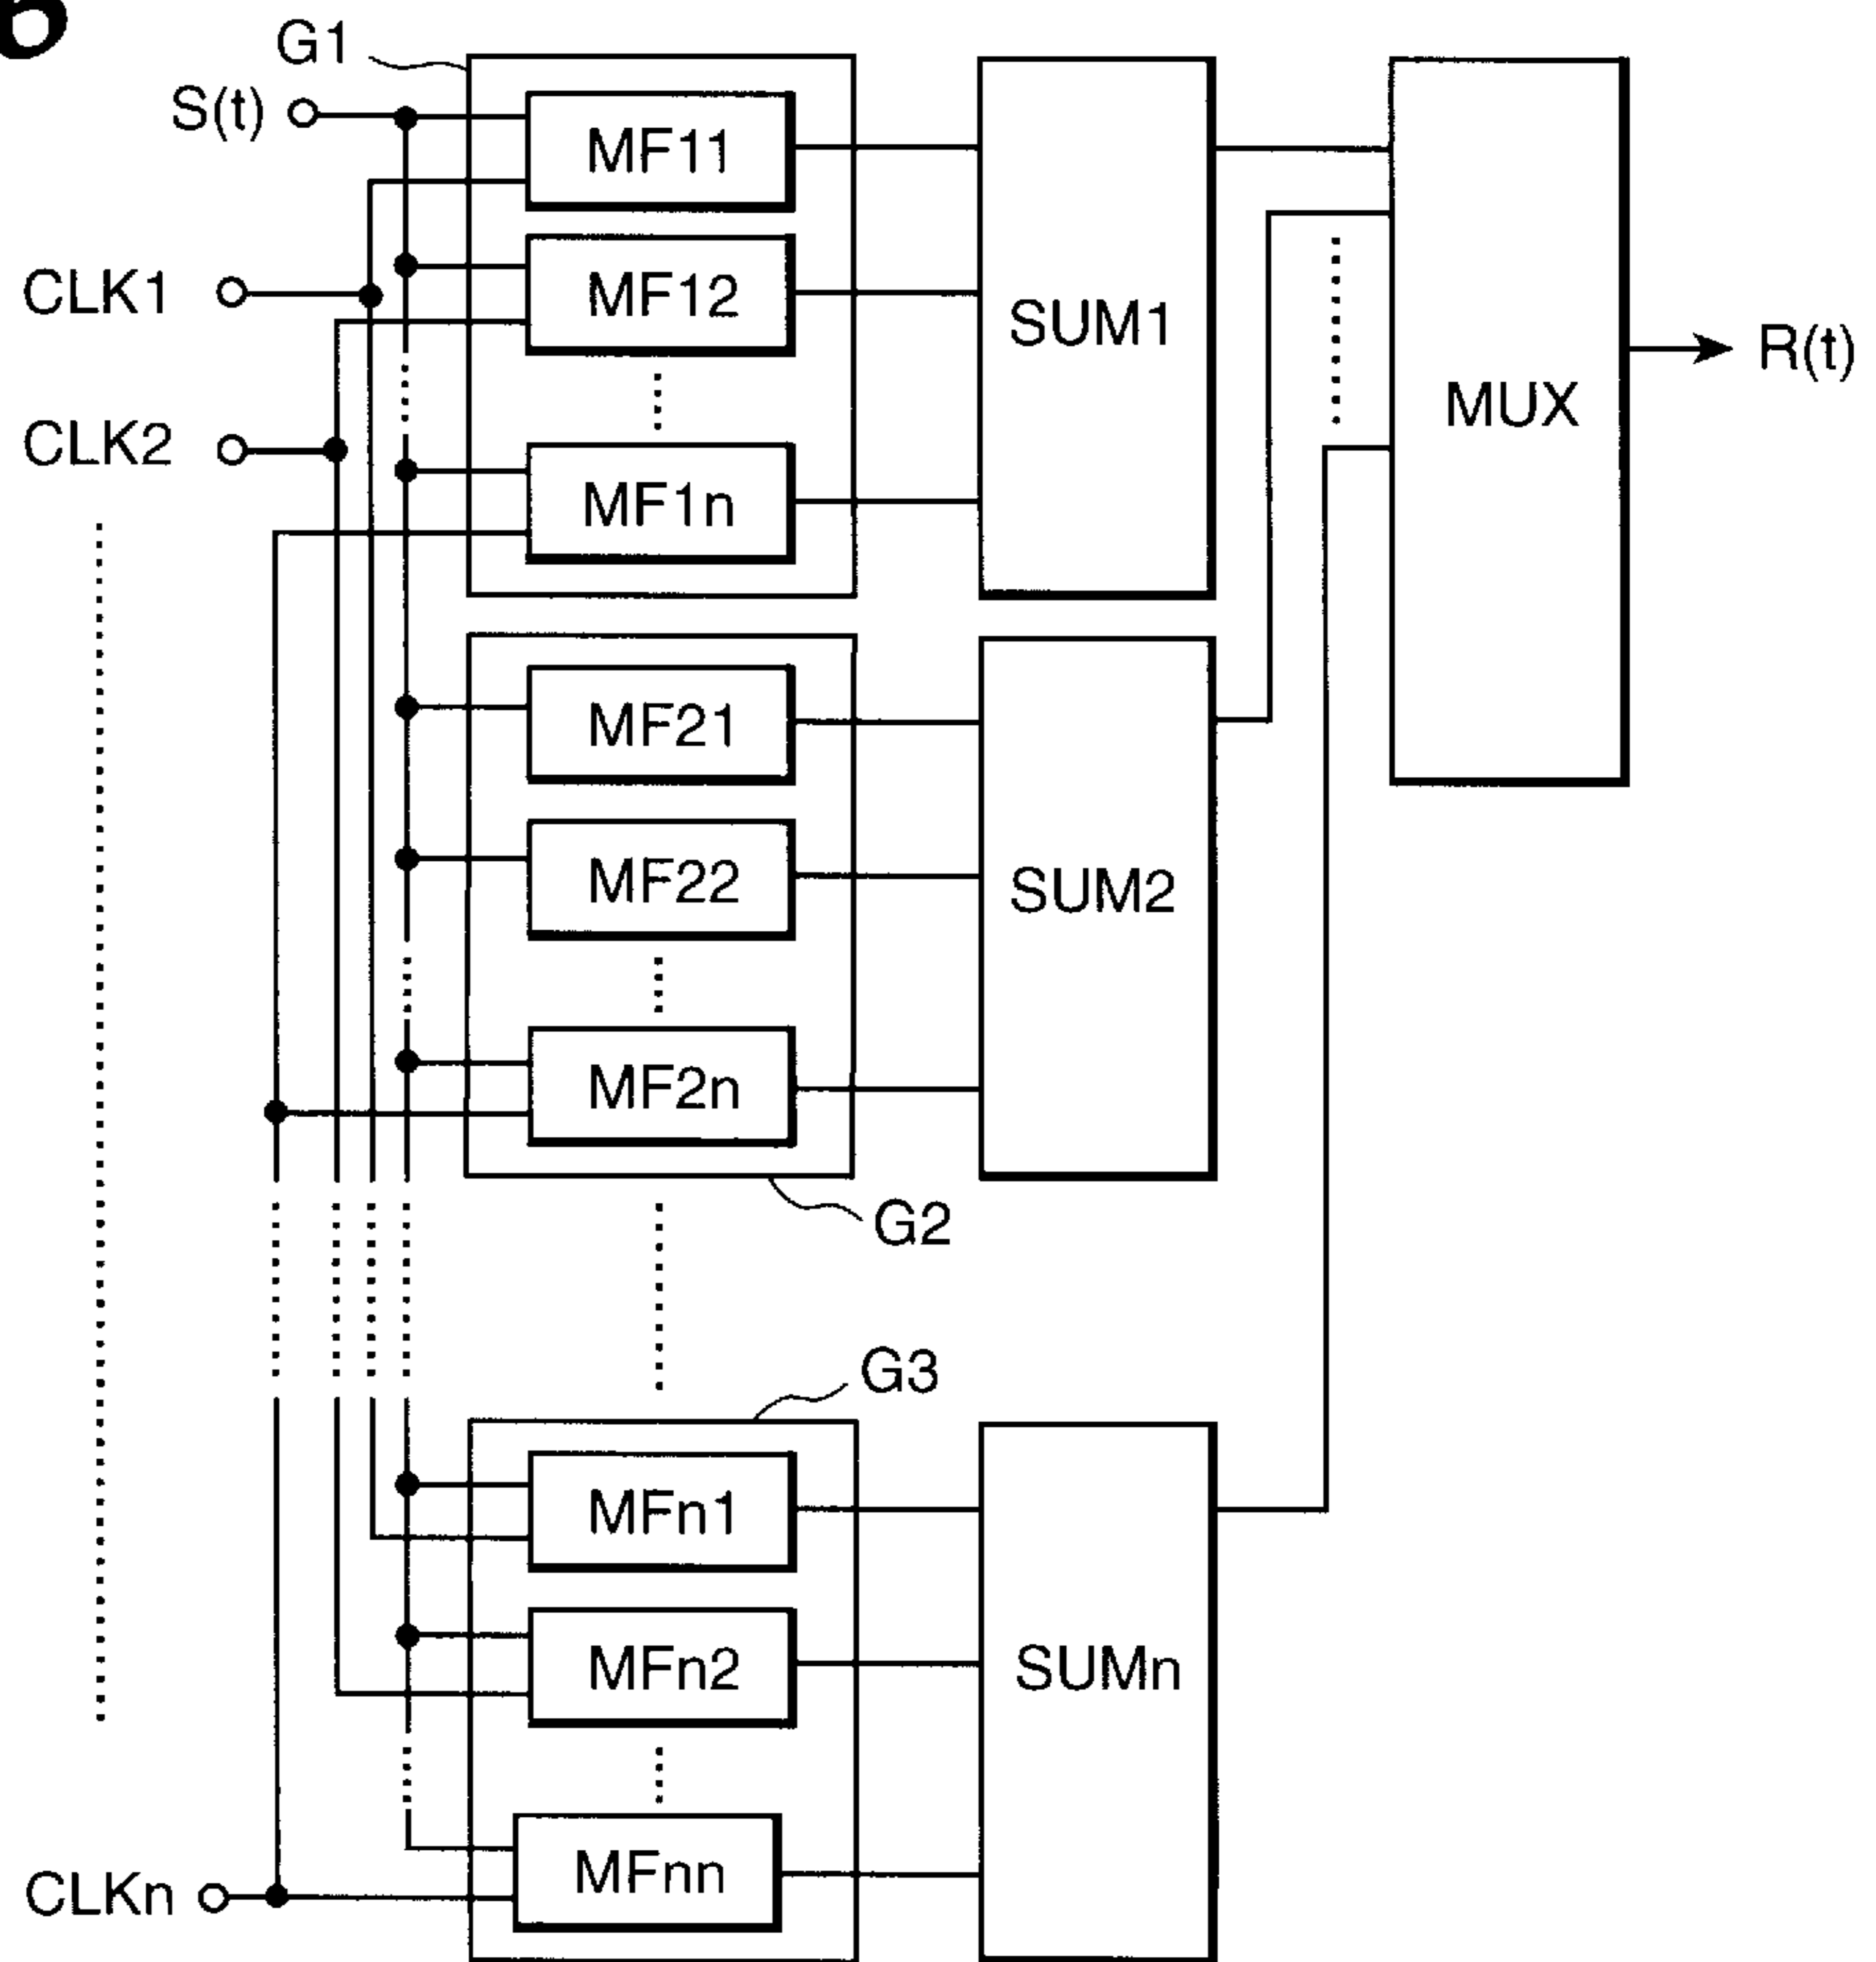 G1
S(t)
MF11
CLK1
MF12
SUM1
R(t)
MUX
CLK2
MF1n
MF21
MF22
SUM2
MF2n
G2
G3
MFn1
MFn2
SUMn
MFnn
CLKn